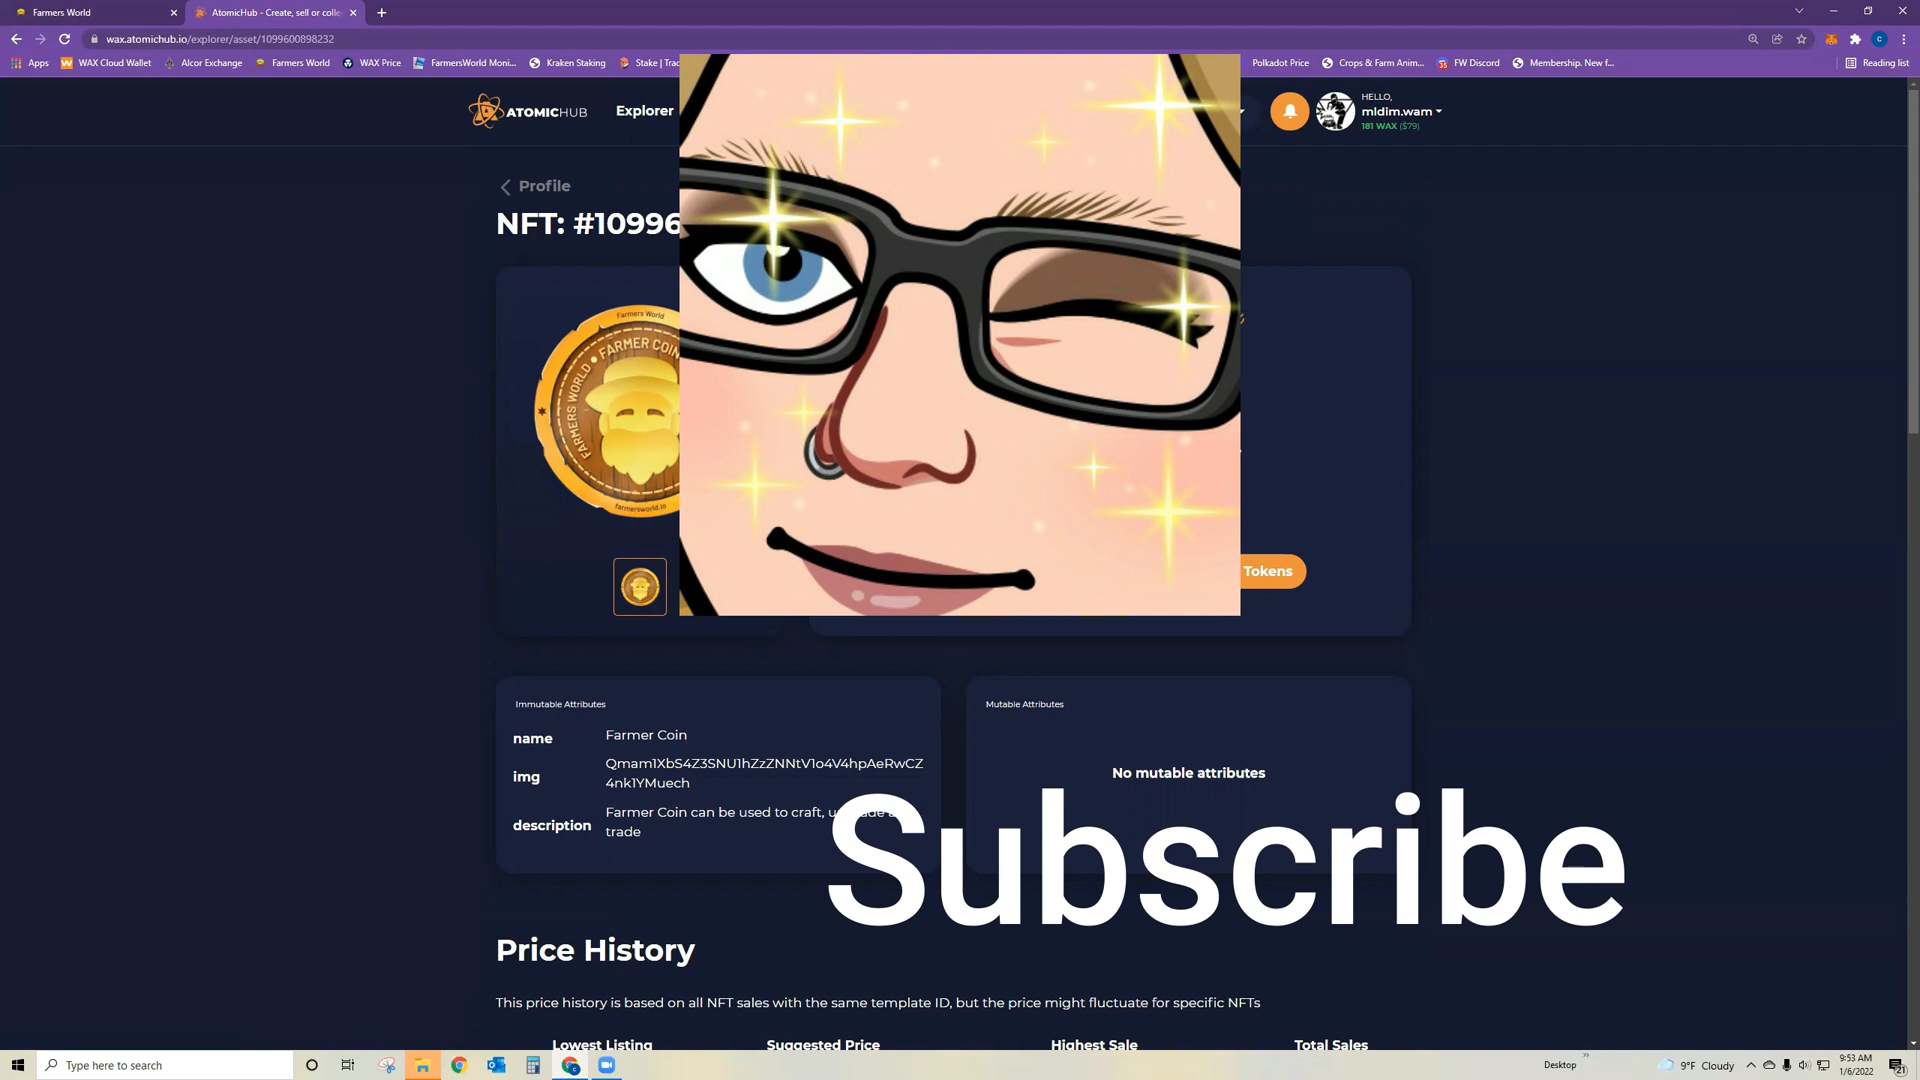 Farmers World
AtomicHub - Create, sell or colle
wax.atomichub.io/explorer/asset/1099600898232
Apps
WAX Cloud Wallet
Alcor Exchange
Farmers World
WAX Price
FarmersWorld Moni...
Kraken Staking
Stake | Trac
Polkadot Price
Crops & Farm Anim...
FW Discord
Membership. New f...
Reading list
ATOMICHUB
Explorer
HELLO,
mldim.wam
181 WAX ($79)
Profile
NFT: #10996
Farmers World
FARMER COIN
FARMERS WORLD
farmersworld.io
Tokens
Immutable Attributes
name
Farmer Coin
img
Qmam1XbS4Z3SNU1hZzZNNtV1o4V4hpAeRwCZ
4nk1YMuech
description
Farmer Coin can be used to craft,
trade
Mutable Attributes
No mutable attributes
Subscribe
Price History
This price history is based on all NFT sales with the same template ID, but the price might fluctuate for specific NFTs
Lowest Listing
Suggested Price
Highest Sale
Total Sales
Type here to search
Desktop
9°F Cloudy
9:53 AM
1/6/2022
21